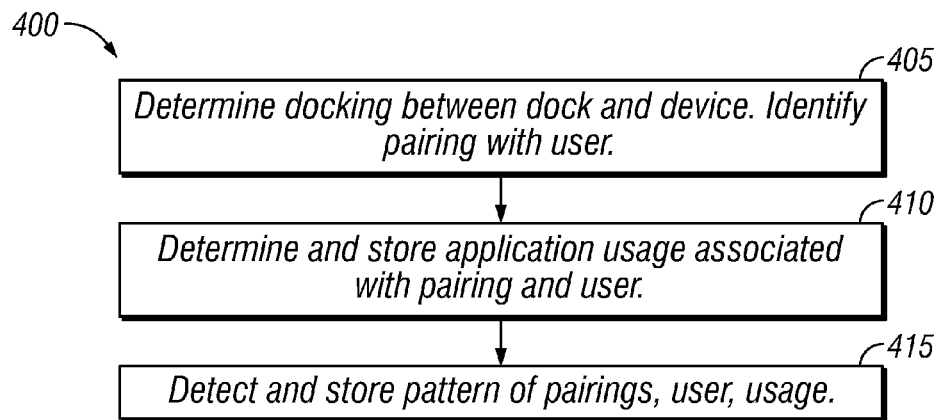 400
405
Determine docking between dock and device. Identify
pairing with user.
410
Determine and store application usage associated
with pairing and user.
415
Detect and store pattern of pairings, user, usage.